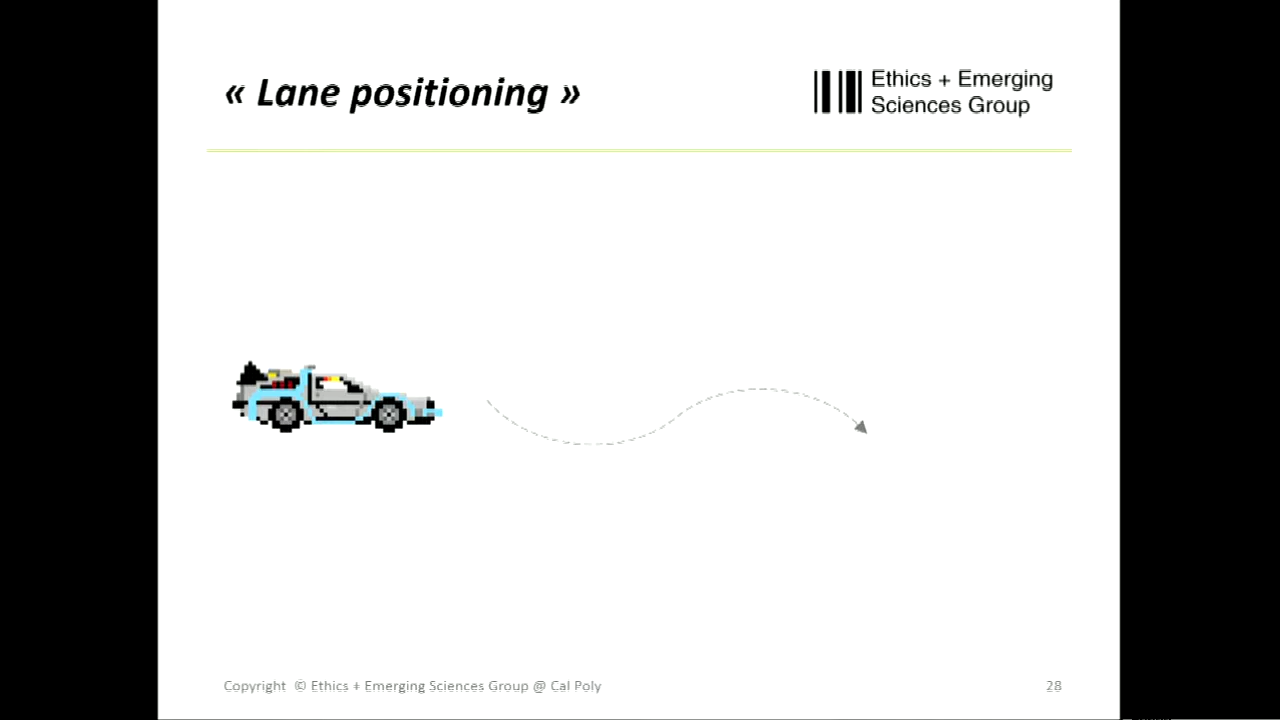 « Lane positioning »
Ethics + Emerging
Sciences Group
Copyright © Ethics + Emerging Sciences Group @ Cal Poly
28